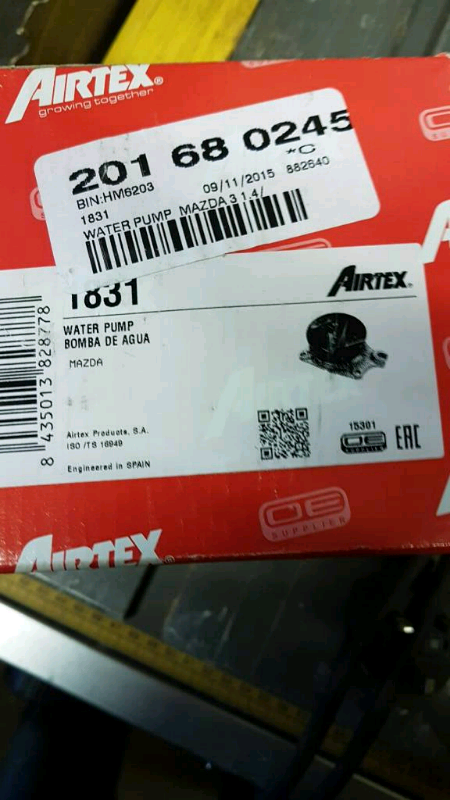 AIRTEX®
growing together
201 68 0245
*C
BIN:HM6203 09/11/2015 882640
1831
WATER PUMP MAZDA 3 1.4/
1831
AIRTEX
WATER PUMP
BOMBA DE AGUA
MAZDA
8 435013 828778
Airtex Products, S.A.
ISO /TS 16949
Engineered in SPAIN
15301
OE
SUPPLIER
EAC
OE
SUPPLIER
AIRTEX®